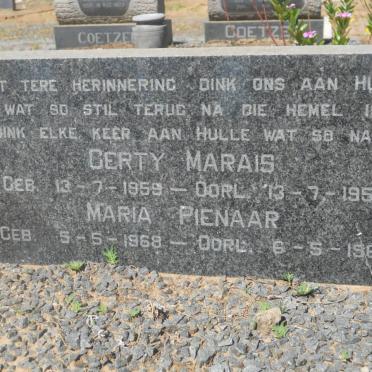 COETZEE
COETZEE
T TERE HERINNERING DINK ONS AAN HU
WAT SO STIL TERUG NA DIE HEMEL I
DINK ELKE KEER AAN HULLE WAT SO NA
GERTY MARAIS
GEB. 13-7-1959 – OORL. 13-7-195
MARIA PIENAAR
GEB 5-5-1968 – OORL. 6-5-196